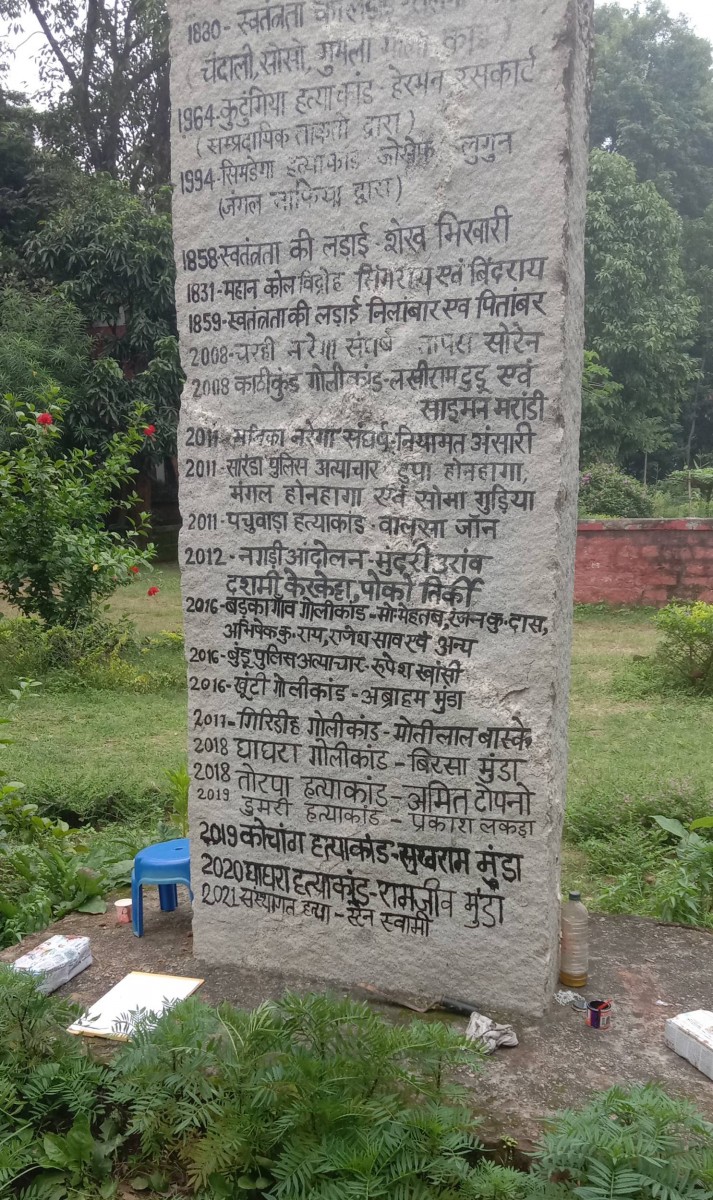 1880- स्वतंत्रता की लड़ाई
(चंदाली, सोसो, गुमला गोली कांड)
1964-कुटुंगिया हत्याकांड- हेरमन रसकार्ट
(सम्प्रदायिक ताकतों द्वारा)
1994-सिमडेगा हत्याकांड जोसेफ लुगुन
(जंगल माफिया द्वारा)
1858-स्वतंत्रता की लड़ाई-शेख भिखारी
1831-महान कोल विद्रोह सिंगराय एवं बिंदराय
1859-स्वतंत्रता की लड़ाई निलांबार एव पितांबर
2008-चरही नरेगा संघर्ष तापस सोरेन
2008 काठीकुंड गोलीकांड-लखीराम टुडू एवं
साइमन मरांडी
2011- मनिका नरेगा संघर्ष-नियामत अंसारी
2011-सारंडा पुलिस अत्याचार लुपा होनहागा,
मंगल होनहागा एवं सोमा गुड़िया
2011-पचुवाड़ा हत्याकांड-वालसा जॉन
2012-नगड़ी आंदोलन-मुंदरी उरांव
दशमी केरकेट्टा, पोको तिर्की
2016-बड़कागाँव गोलीकांड-मो॰मेहताब, रंजन कु॰ दास,
अभिषेक कु॰ राय, राजेश साव एवं अन्य
2016-बुंडू पुलिस अत्याचार-रुपेश स्वांसी
2016-खूंटी गोलीकांड-अब्राहम मुंडा
2017-गिरिडीह गोलीकांड-मोतीलाल बास्के
2018 घाघरा गोलीकांड-बिरसा मुंडा
2018 तोरपा हत्याकांड-अमित टोपनो
2019 डुमरी हत्याकांड-प्रकाश लकड़ा
2019 कोचांग हत्याकांड-सुखराम मुंडा
2020 घाघरा हत्याकांड-रामजीव मुंडा
2021 संस्थागत हत्या-स्टेन स्वामी